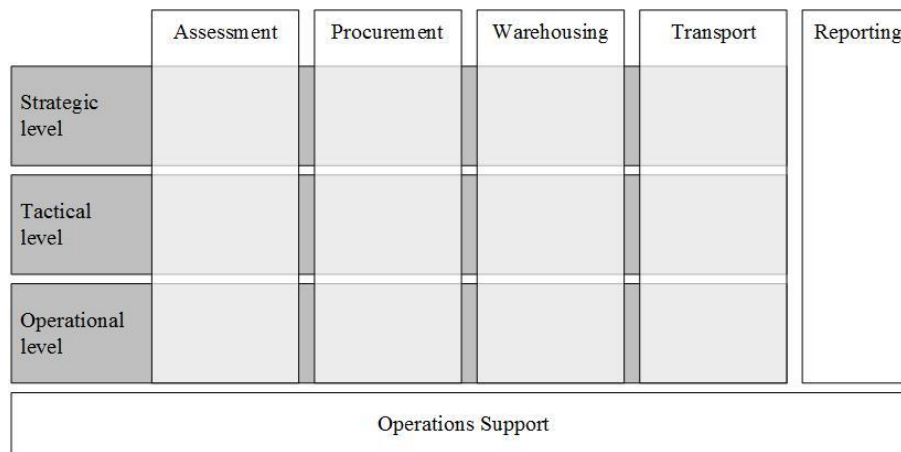 Assessment
Procurement
Warehousing
Transport
Reporting
Strategic
level
Tactical
level
Operational
level
Operations Support